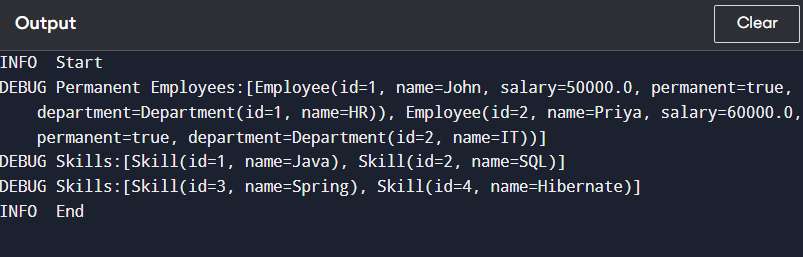 Output
Clear
INFO  Start
DEBUG Permanent Employees:[Employee(id=1, name=John, salary=50000.0, permanent=true,
    department=Department(id=1, name=HR)), Employee(id=2, name=Priya, salary=60000.0,
    permanent=true, department=Department(id=2, name=IT))]
DEBUG Skills:[Skill(id=1, name=Java), Skill(id=2, name=SQL)]
DEBUG Skills:[Skill(id=3, name=Spring), Skill(id=4, name=Hibernate)]
INFO  End